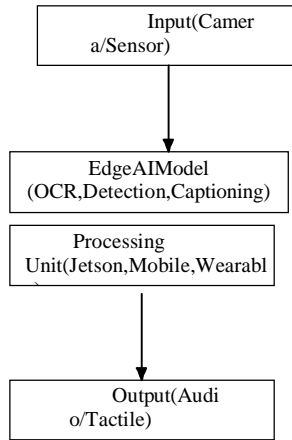 Input(Camer
a/Sensor)
EdgeAIModel
(OCR,Detection,Captioning)
Processing
Unit(Jetson,Mobile,Wearabl
Output(Audi
o/Tactile)